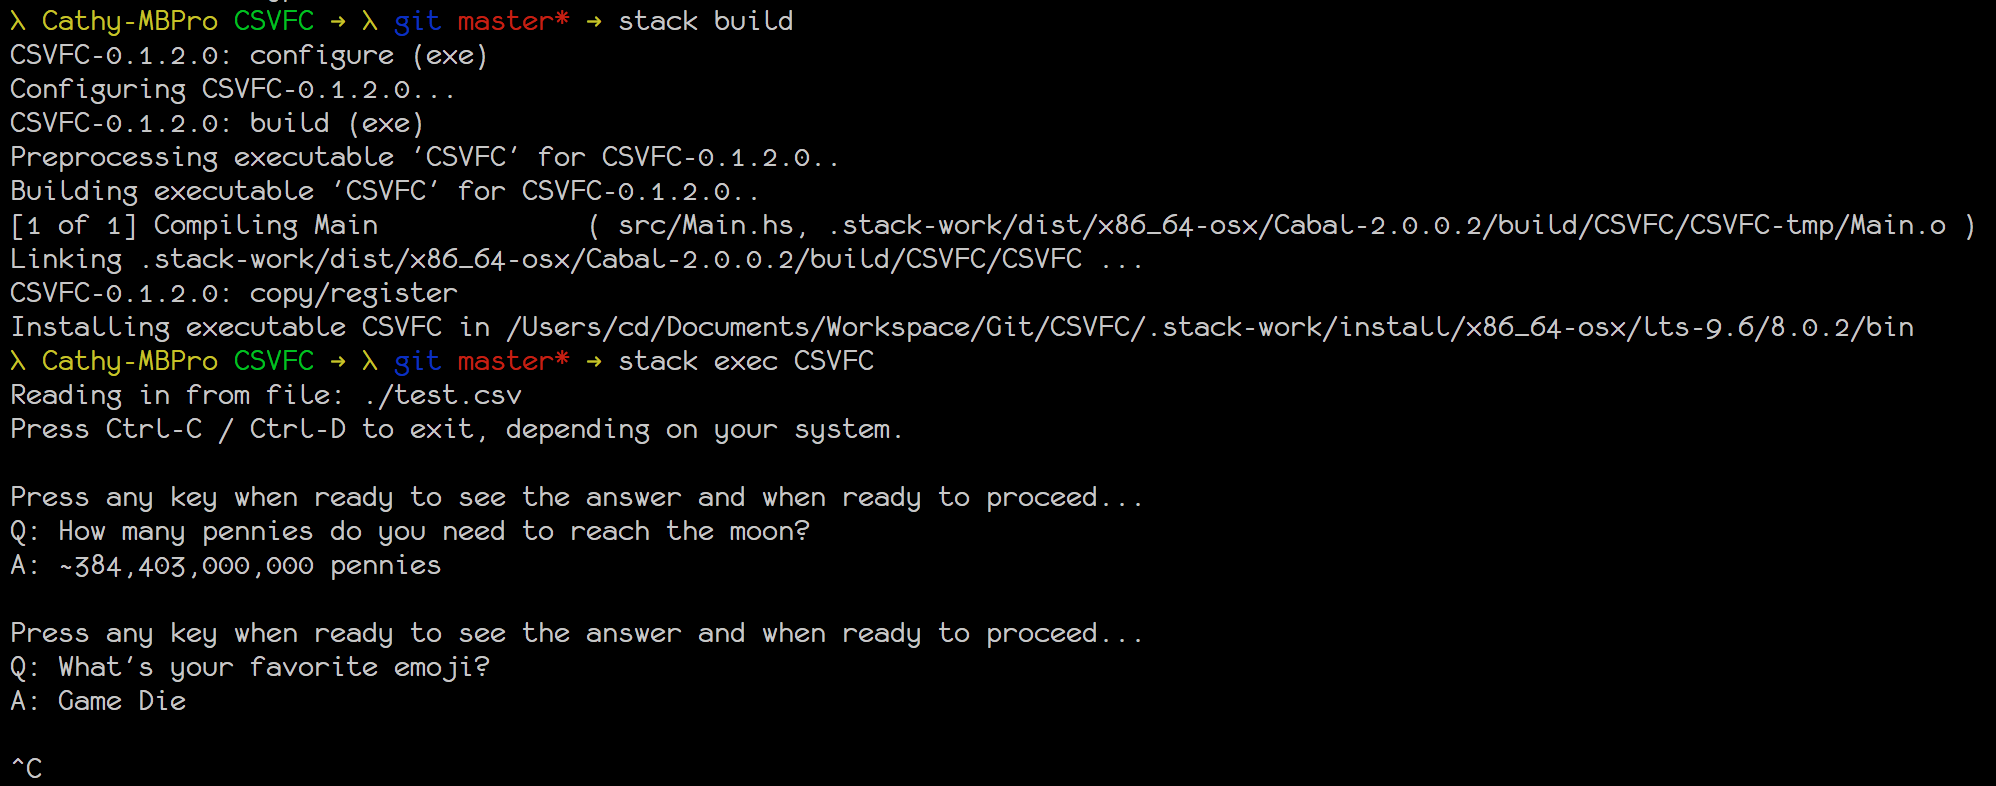 λ Cathy-MBPro CSVFC → λ git master* → stack build
CSVFC-0.1.2.0: configure (exe)
Configuring CSVFC-0.1.2.0...
CSVFC-0.1.2.0: build (exe)
Preprocessing executable ‘CSVFC’ for CSVFC-0.1.2.0..
Building executable ‘CSVFC’ for CSVFC-0.1.2.0..
[1 of 1] Compiling Main             ( src/Main.hs, .stack-work/dist/x86_64-osx/Cabal-2.0.0.2/build/CSVFC/CSVFC-tmp/Main.o )
Linking .stack-work/dist/x86_64-osx/Cabal-2.0.0.2/build/CSVFC/CSVFC ...
CSVFC-0.1.2.0: copy/register
Installing executable CSVFC in /Users/cd/Documents/Workspace/Git/CSVFC/.stack-work/install/x86_64-osx/lts-9.6/8.0.2/bin
λ Cathy-MBPro CSVFC → λ git master* → stack exec CSVFC
Reading in from file: ./test.csv
Press Ctrl-C / Ctrl-D to exit, depending on your system.
Press any key when ready to see the answer and when ready to proceed...
Q: How many pennies do you need to reach the moon?
A: ~384,403,000,000 pennies
Press any key when ready to see the answer and when ready to proceed...
Q: What's your favorite emoji?
A: Game Die
^C